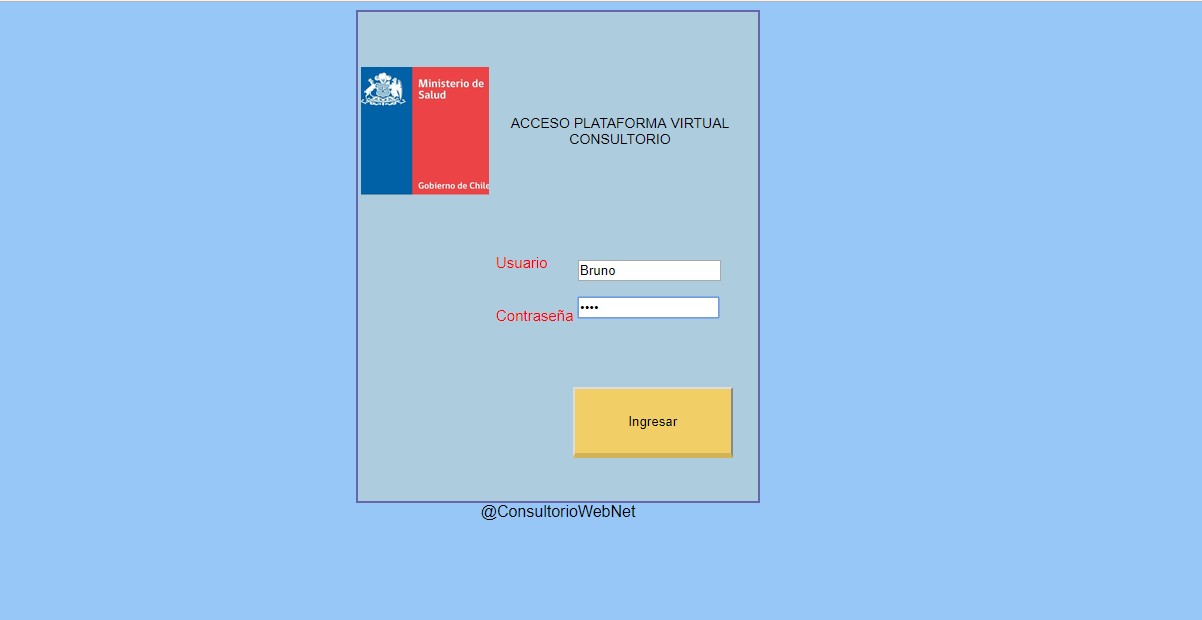 Ministerio de
Salud
Gobierno de Chile
ACCESO PLATAFORMA VIRTUAL
CONSULTORIO
Usuario
Bruno
Contraseña
••••
Ingresar
@ConsultorioWebNet